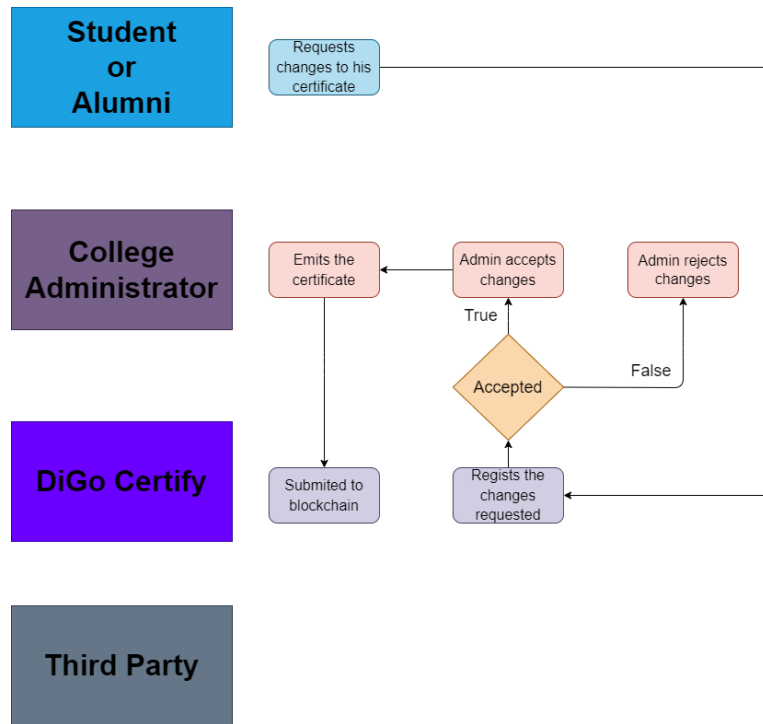 Student
or
Alumni
Requests
changes to his
certificate
College
Administrator
Emits the
certificate
Admin accepts
changes
Admin rejects
changes
True
False
Accepted
DiGo Certify
Submited to
blockchain
Regists the
changes
requested
Third Party